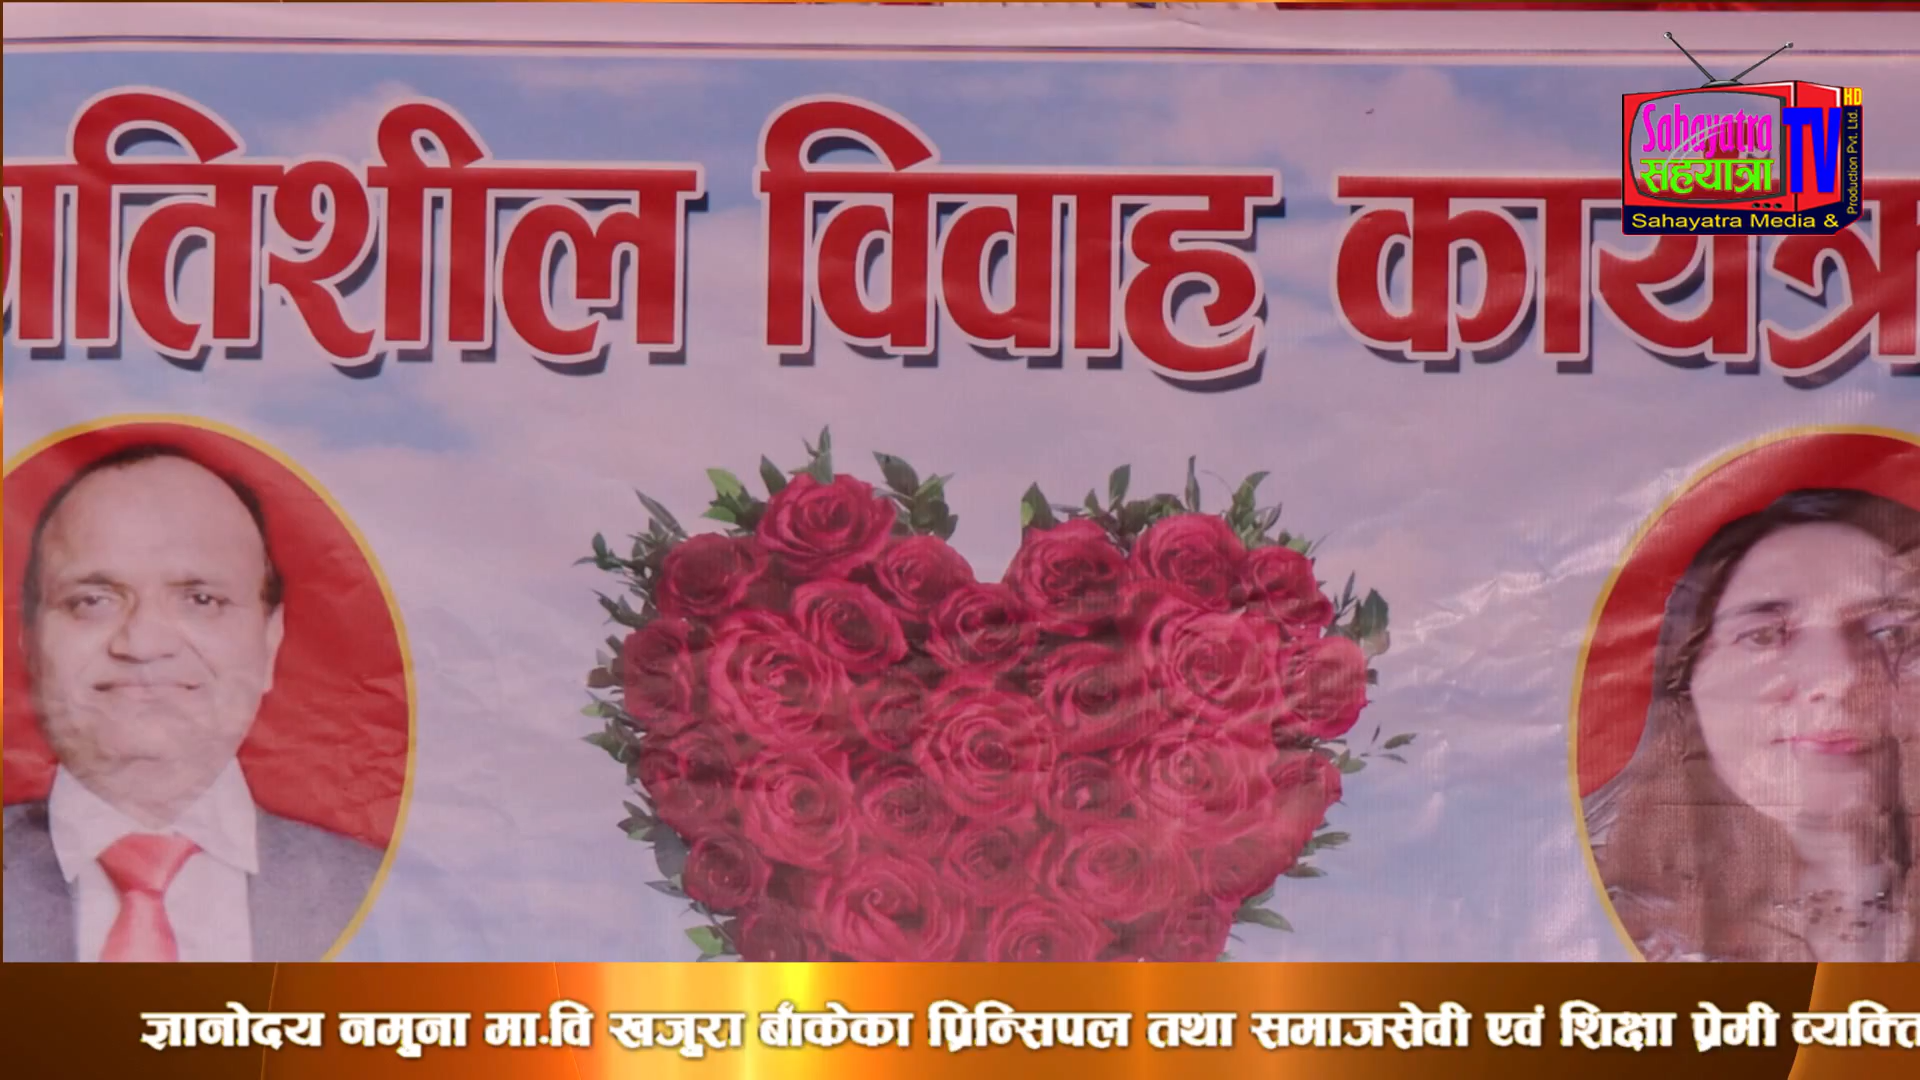 गतिशील विवाह कार्यक्र
Sahayatra
सहयात्रा
TV
HD
Production Pvt. Ltd.
Sahayatra Media &
ज्ञानोदय नमूना मा.वि खजुरा बाँकेका प्रिन्सिपल तथा समाजसेवी एवं शिक्षा प्रेमी व्यक्ति